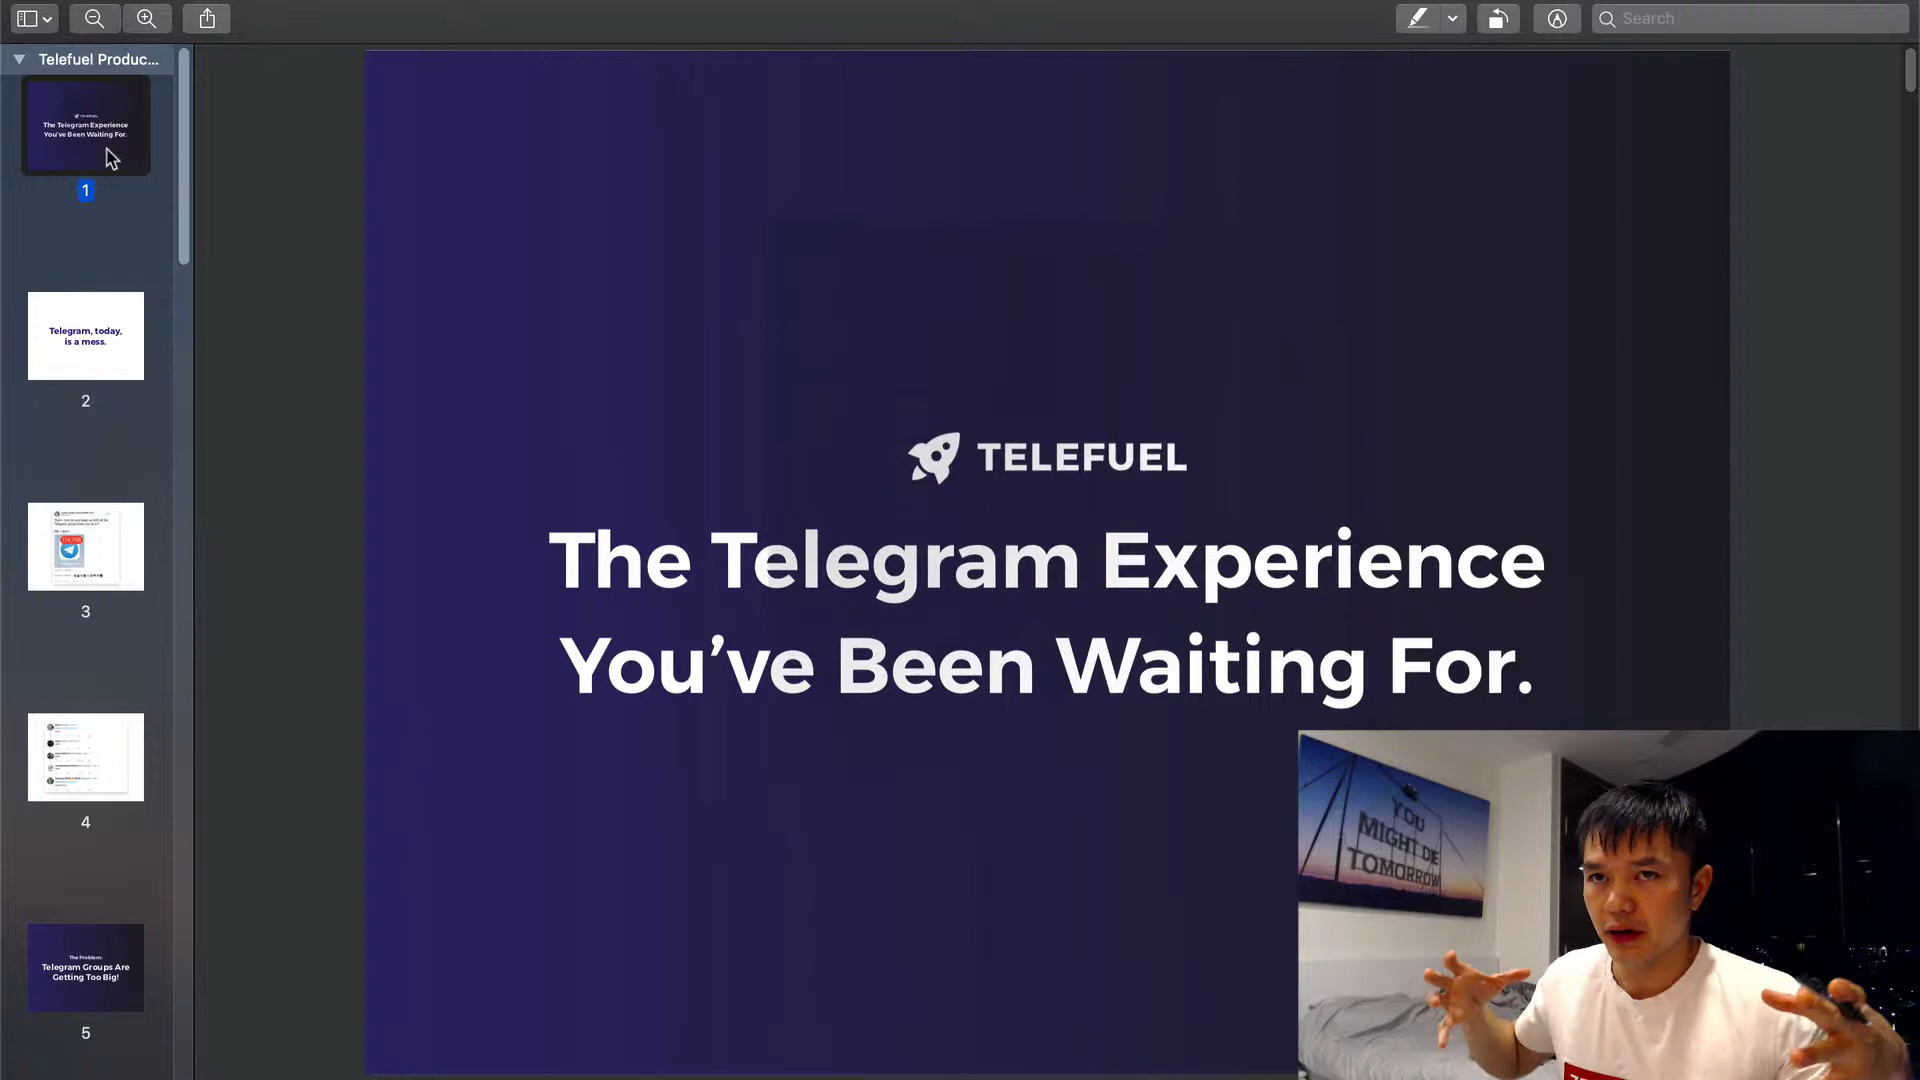 Search
Telefuel Produc...
TELEFUEL
The Telegram Experience
You've Been Waiting For.
1
Telegram, today,
is a mess.
2
3
4
The Problem:
Telegram Groups Are
Getting Too Big!
5
TELEFUEL
The Telegram Experience
You’ve Been Waiting For.
YOU
MIGHT DIE
TOMORROW